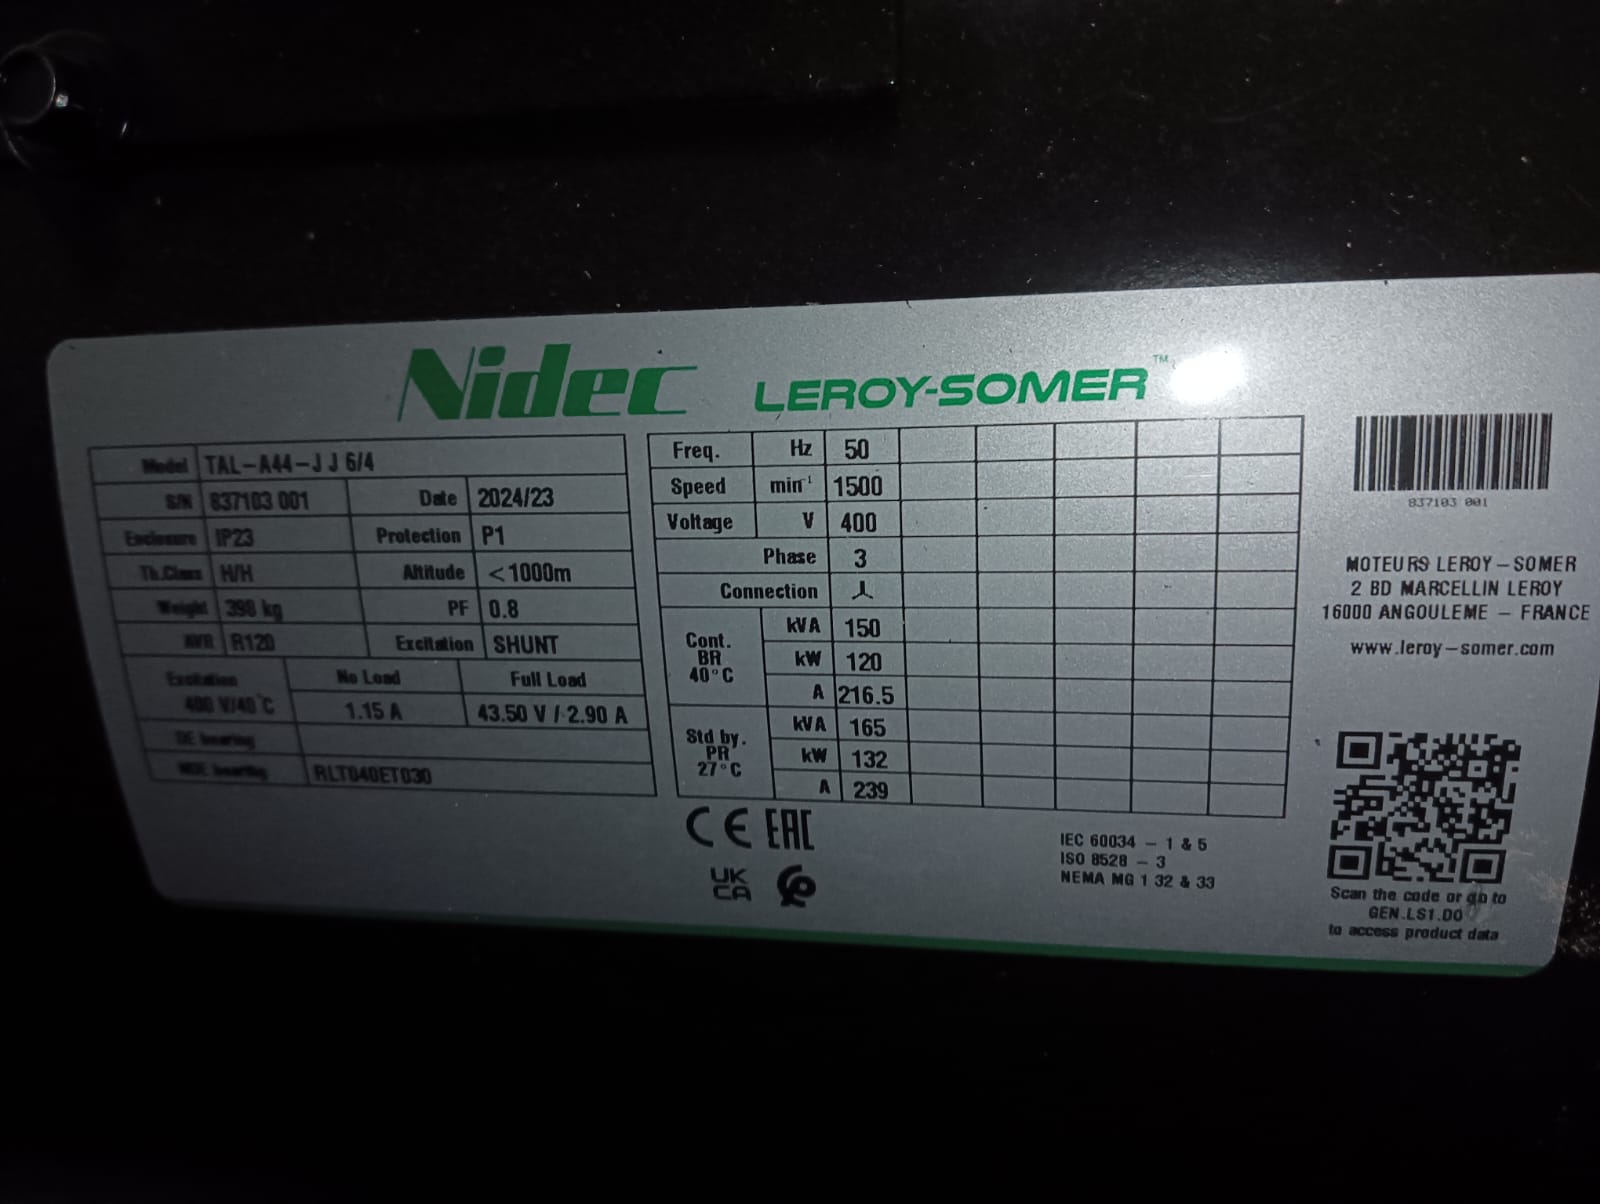 Nidec LEROY-SOMER™
Model TAL-A44-J J 6/4
S/N 837103 001 Date 2024/23
Enclosure IP23 Protection P1
Th.Class H/H Altitude <1000m
Weight 398 kg PF 0.8
AVR R120 Excitation SHUNT
Excitation No Load Full Load
400 V/40°C 1.15 A 43.50 V / 2.90 A
DE bearing
NDE bearing RLT040ET030
Freq. Hz 50
Speed min-1 1500
Voltage V 400
Phase 3
Connection
Cont. BR 40°C kVA 150
kW 120
A 216.5
Std by. PR 27°C kVA 165
kW 132
A 239
CE EAC
UK CA
IEC 60034 - 1 & 5
ISO 8528 - 3
NEMA MG 1 32 & 33
837103 001
MOTEURS LEROY-SOMER
2 BD MARCELLIN LEROY
16000 ANGOULEME - FRANCE
www.leroy-somer.com
Scan the code or go to
GEN.LS1.DO
to access product data